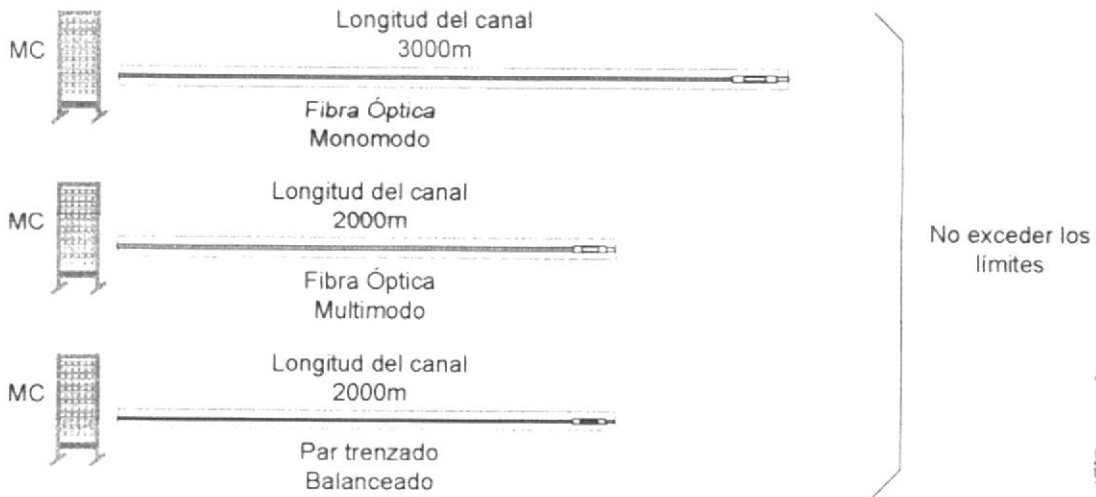 MC
Longitud del canal
3000m
Fibra Óptica
Monomodo
MC
Longitud del canal
2000m
Fibra Óptica
Multimodo
MC
Longitud del canal
2000m
Par trenzado
Balanceado
No exceder los
límites